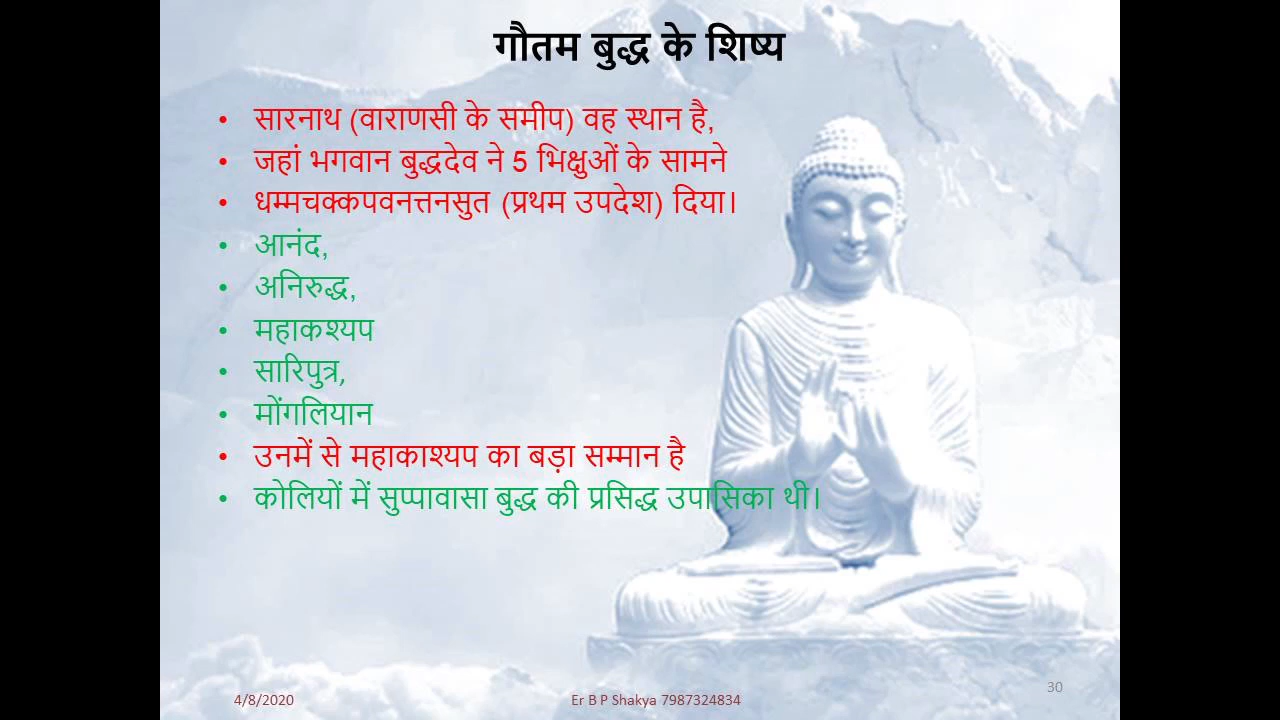 गौतम बुद्ध के शिष्य
• सारनाथ (वाराणसी के समीप) वह स्थान है,
• जहां भगवान बुद्धदेव ने 5 भिक्षुओं के सामने
• धम्मचक्कपवनत्तनसुत (प्रथम उपदेश) दिया।
• आनंद,
• अनिरुद्ध,
• महाकश्यप
• सारिपुत्र,
• मोंगलियान
• उनमें से महाकाश्यप का बड़ा सम्मान है
• कोलियों में सुप्पावासा बुद्ध की प्रसिद्ध उपासिका थी।
30
4/8/2020
Er B P Shakya 7987324834